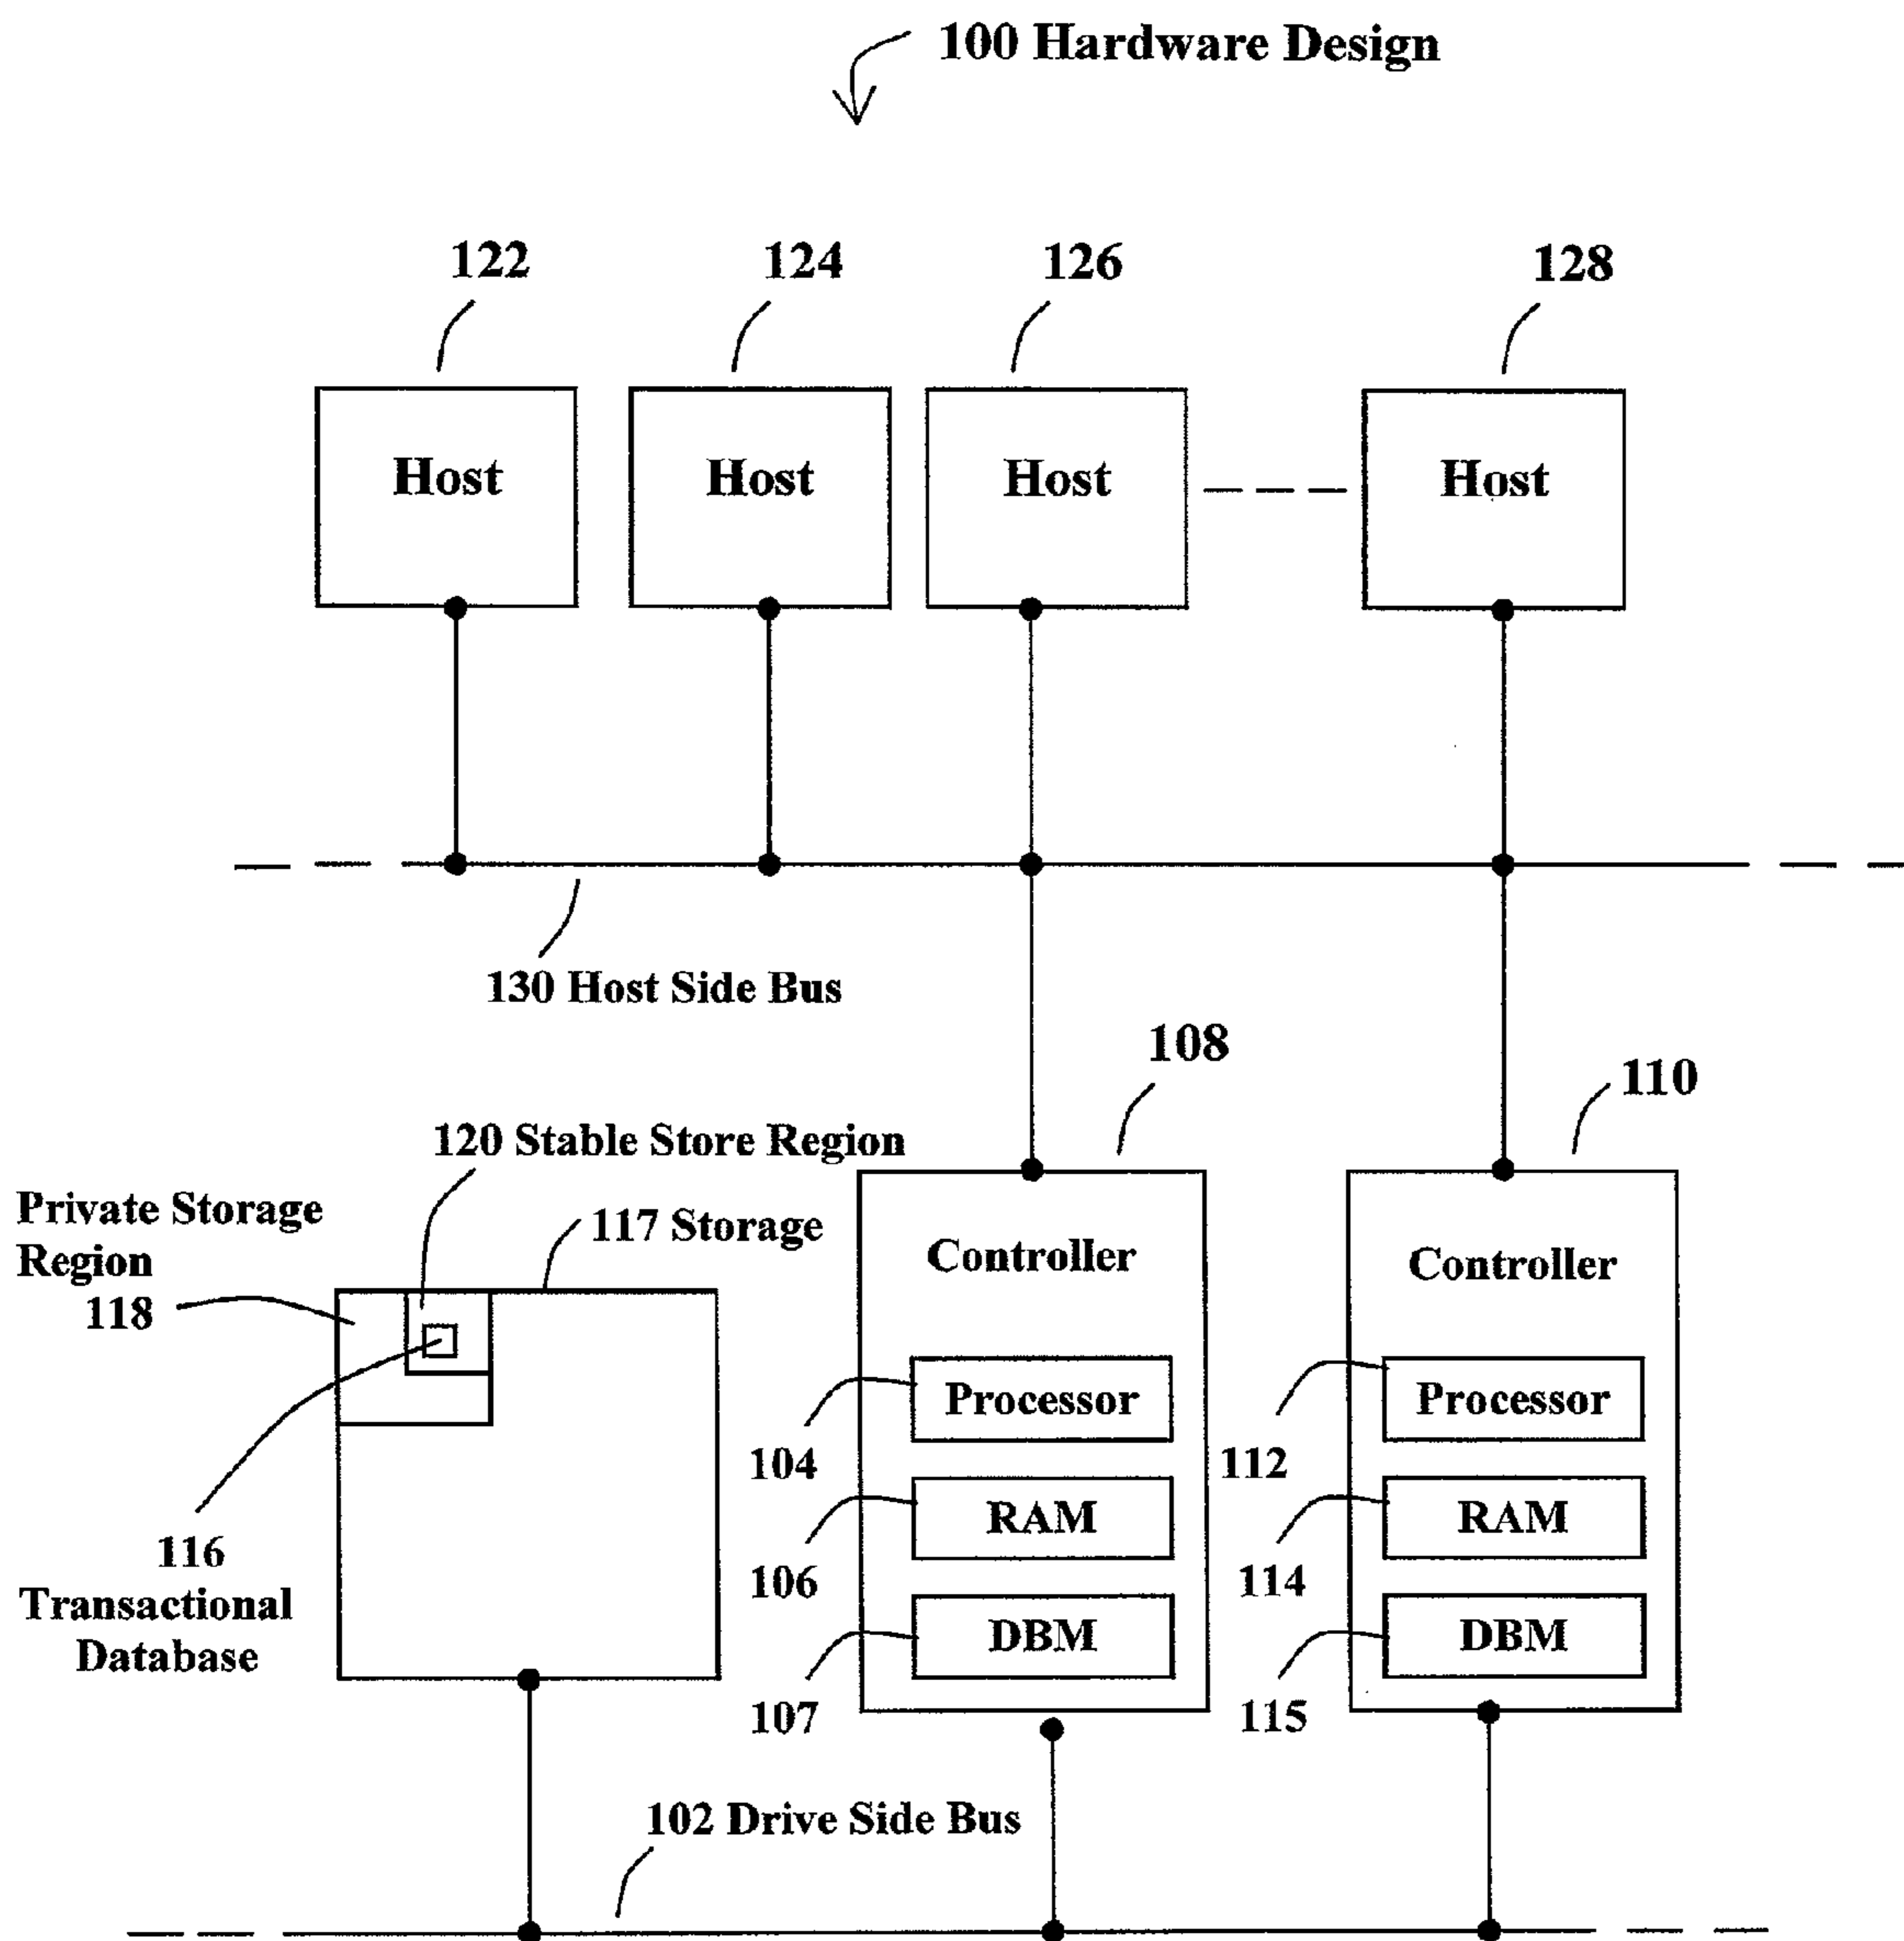 100 Hardware Design
122
124
126
128
Host
Host
Host
Host
130 Host Side Bus
108
110
120 Stable Store Region
Private Storage
Region
118
117 Storage
Controller
Controller
Processor
Processor
104
112
RAM
RAM
106
114
DBM
DBM
107
115
116
Transactional
Database
102 Drive Side Bus